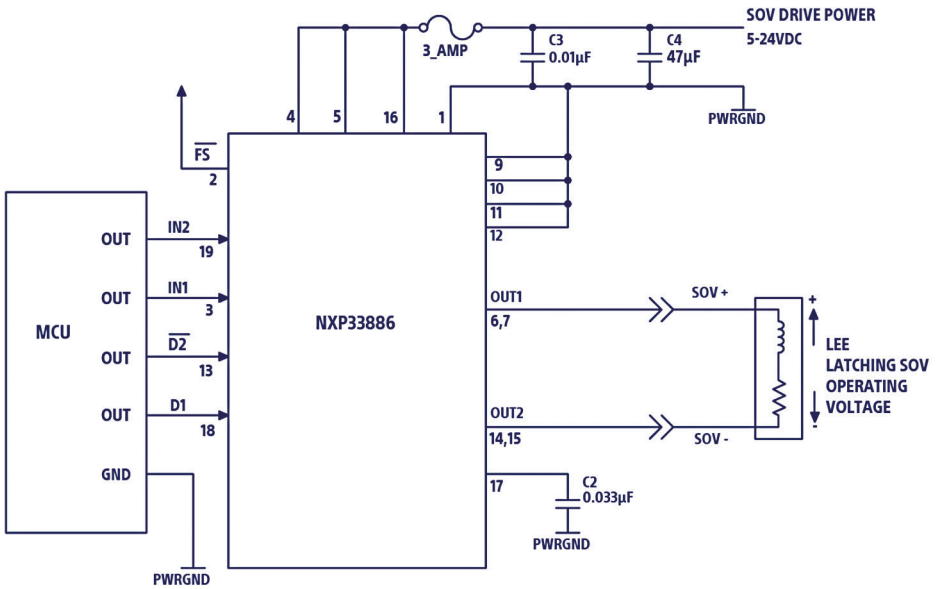 SOV DRIVE POWER
5-24VDC
3_AMP
C3
0.01µF
C4
47µF
PWRGND
4 5 16 1
FS
2
9
10
11
12
MCU
OUT
IN2
19
OUT
IN1
3
OUT
D2
13
OUT
D1
18
GND
PWRGND
NXP33886
OUT1
6,7
SOV +
OUT2
14,15
SOV -
17
C2
0.033µF
PWRGND
+
LEE
LATCHING SOV
OPERATING
VOLTAGE
-